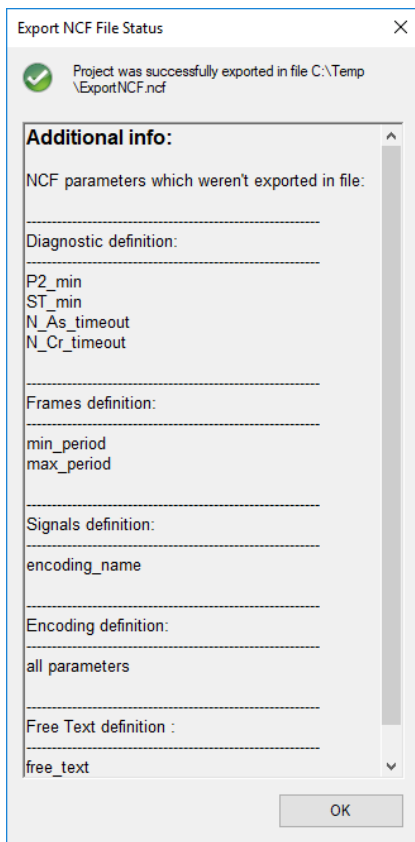 Export NCF File Status
Project was successfully exported in file C:\Temp
\ExportNCF.ncf
Additional info:
NCF parameters which weren't exported in file:
--------------------------------------------------------
Diagnostic definition:
--------------------------------------------------------
P2_min
ST_min
N_As_timeout
N_Cr_timeout
--------------------------------------------------------
Frames definition:
--------------------------------------------------------
min_period
max_period
--------------------------------------------------------
Signals definition:
--------------------------------------------------------
encoding_name
--------------------------------------------------------
Encoding definition:
--------------------------------------------------------
all parameters
--------------------------------------------------------
Free Text definition :
--------------------------------------------------------
free_text
OK